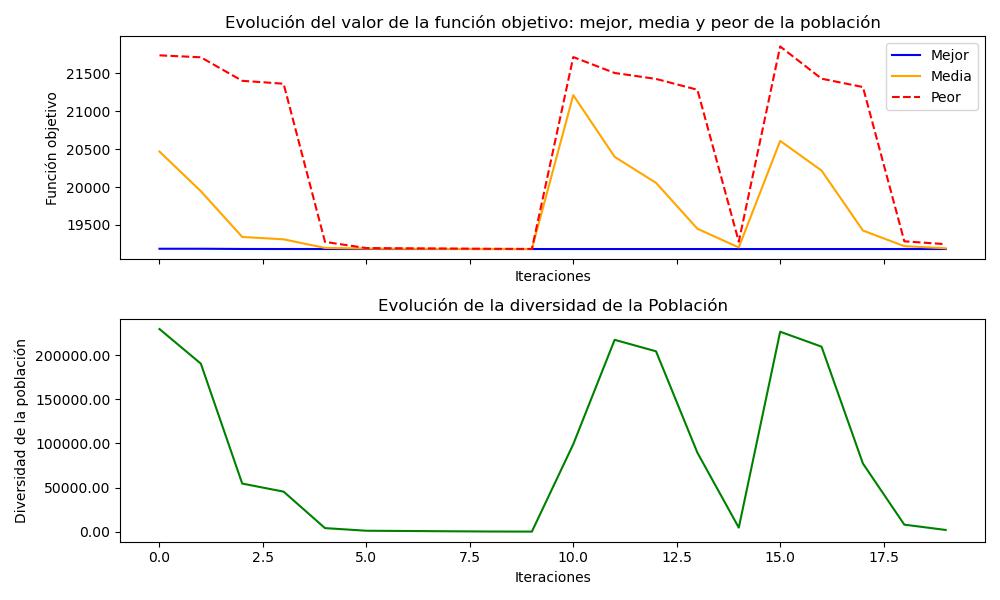 Evolución del valor de la función objetivo: mejor, media y peor de la población
Función objetivo
21500
21000
20500
20000
19500
Mejor
Media
Peor
Iteraciones
Evolución de la diversidad de la Población
Diversidad de la población
200000.00
150000.00
100000.00
50000.00
0.00
0.0 2.5 5.0 7.5 10.0 12.5 15.0 17.5
Iteraciones